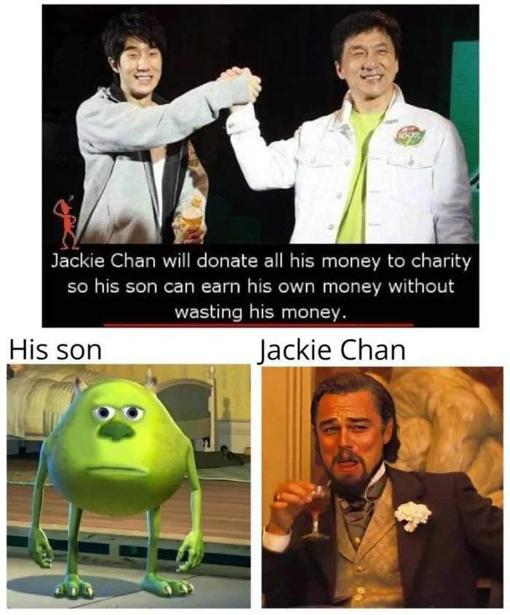 100%
Jackie Chan will donate all his money to charity
so his son can earn his own money without
wasting his money.
His son
Jackie Chan